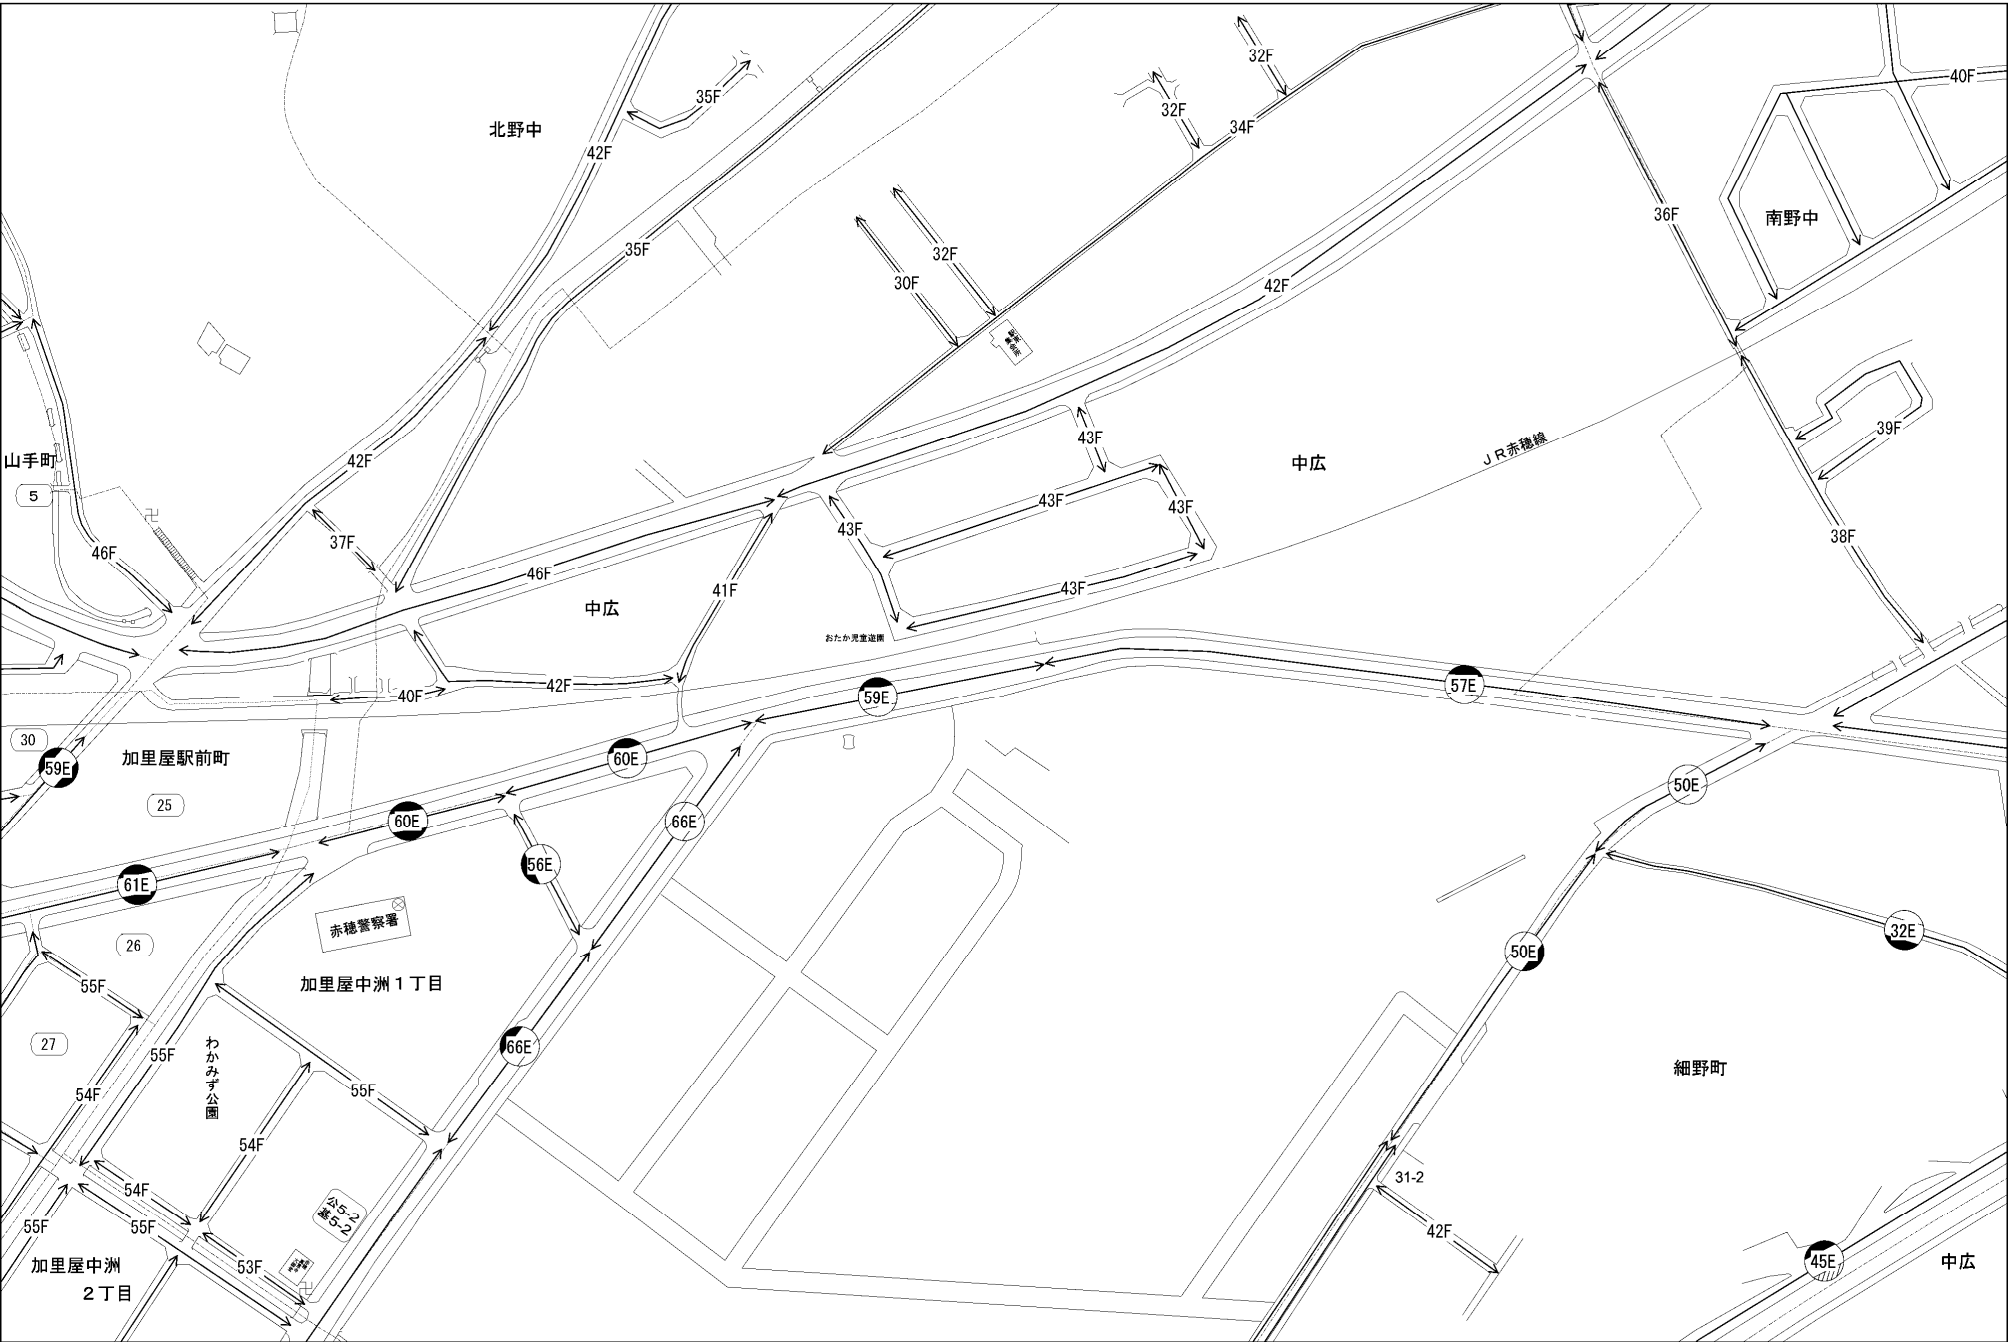 32F
35F
40F
32F
34F
北野中
42F
36F
南野中
35F
32F
30F
42F
39F
43F
中広
JR赤穂線
山手町
5
42F
43F
43F
43F
38F
37F
46F
46F
41F
43F
中広
おたか児童遊園
40F
42F
59E
57E
30
59E
加里屋駅前町
60E
50E
25
60E
66E
61E
56E
赤穂警察署
32E
26
50E
55F
加里屋中洲1丁目
27
わかみず公園
55F
66E
細野町
54F
55F
54F
31-2
54F
公5-2
基5-2
55F
55F
42F
加里屋中洲
2丁目
53F
45E
中広